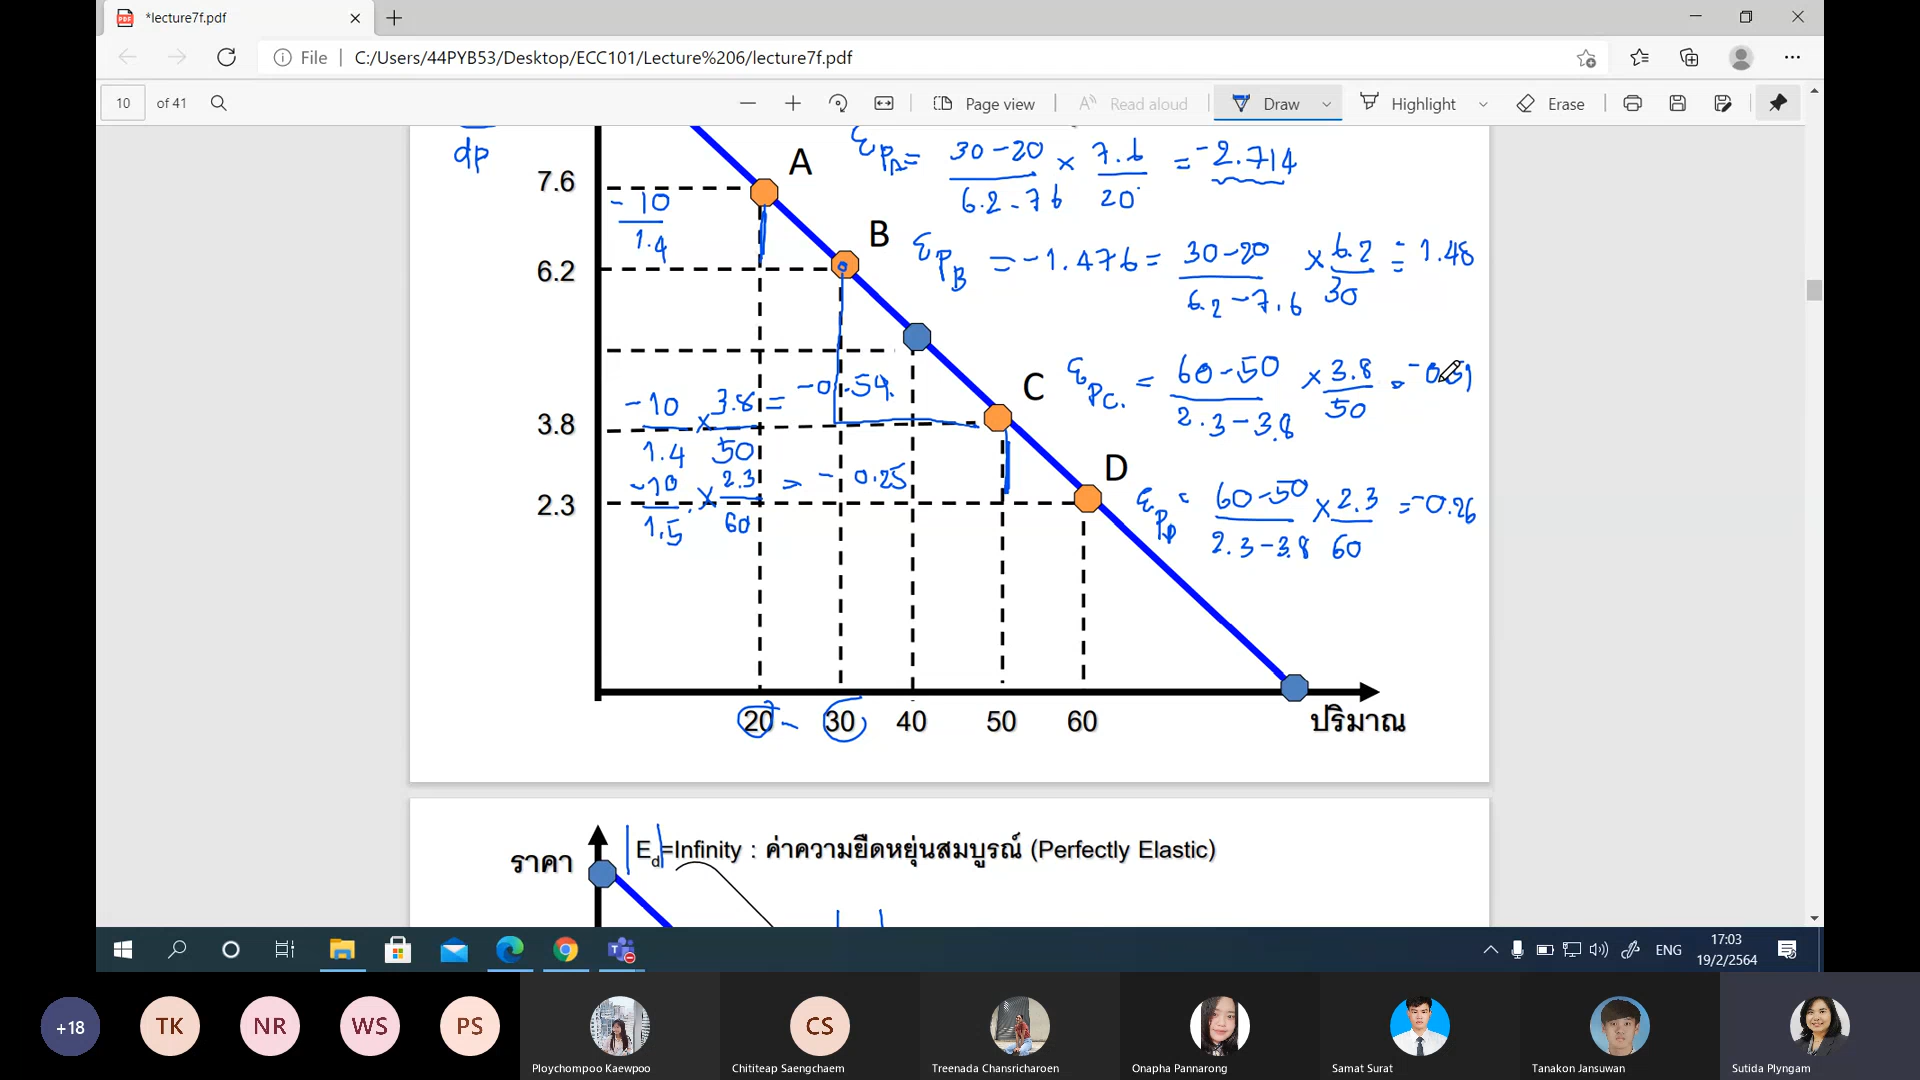 *lecture7f.pdf
File C:/Users/44PYB53/Desktop/ECC101/Lecture%206/lecture7f.pdf
10 of 41
Page view
Read aloud
Draw
Highlight
Erase
dp
A
7.6
30-20 × 7.6 = -2.714
6.2-7.6 20
-10
1.4
B
εPB = -1.476 = 30-20 × 6.2 = 1.48
6.2-7.6 30
6.2
C
εPC. = 60-50 × 3.8
2.3-3.8 50
-10 × 3.8 = -0.54
1.4 50
3.8
D
60-50 × 2.3 = -0.26
2.3-3.8 60
-10 × 2.3 = -0.25
1.5 60
2.3
20 - 30 40 50 60 ปริมาณ
ราคา
|Ed|=Infinity : ค่าความยืดหยุ่นสมบูรณ์ (Perfectly Elastic)
ENG
17:03
19/2/2564
+18
TK
NR
WS
PS
CS
Ploychompoo Kaewpoo
Chititeap Saengchaem
Treenada Chansricharoen
Onapha Pannarong
Samat Surat
Tanakon Jansuwan
Sutida Plyngam